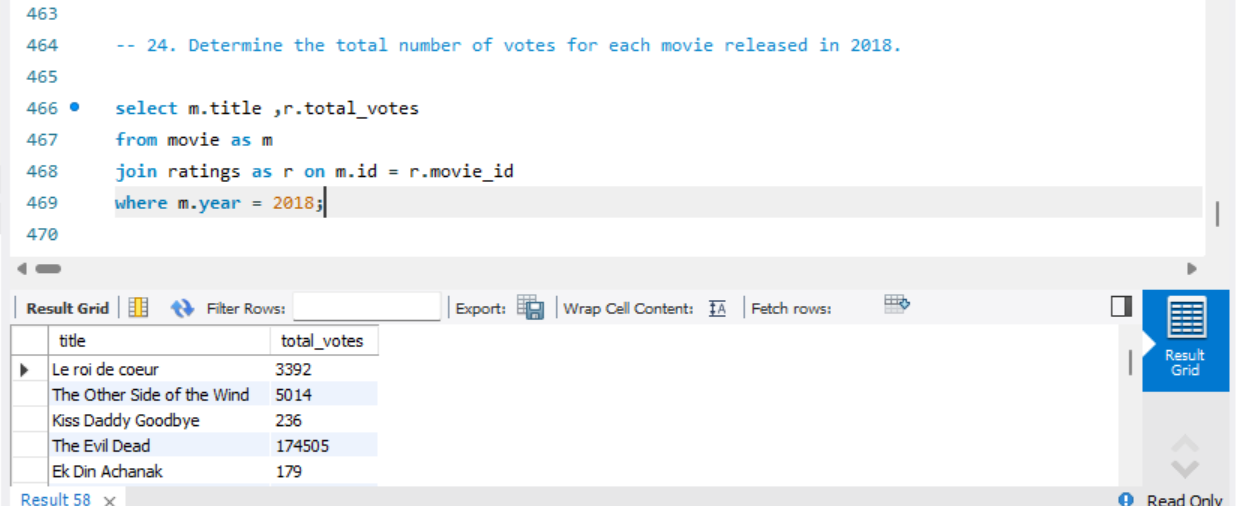 463
464 -- 24. Determine the total number of votes for each movie released in 2018.
465
466 select m.title ,r.total_votes
467 from movie as m
468 join ratings as r on m.id = r.movie_id
469 where m.year = 2018;
470
Result Grid Filter Rows: Export: Wrap Cell Content: IA Fetch rows:
title total_votes
Le roi de coeur 3392
The Other Side of the Wind 5014
Kiss Daddy Goodbye 236
The Evil Dead 174505
Ek Din Achanak 179
Result
Grid
Result 58 × Read Only